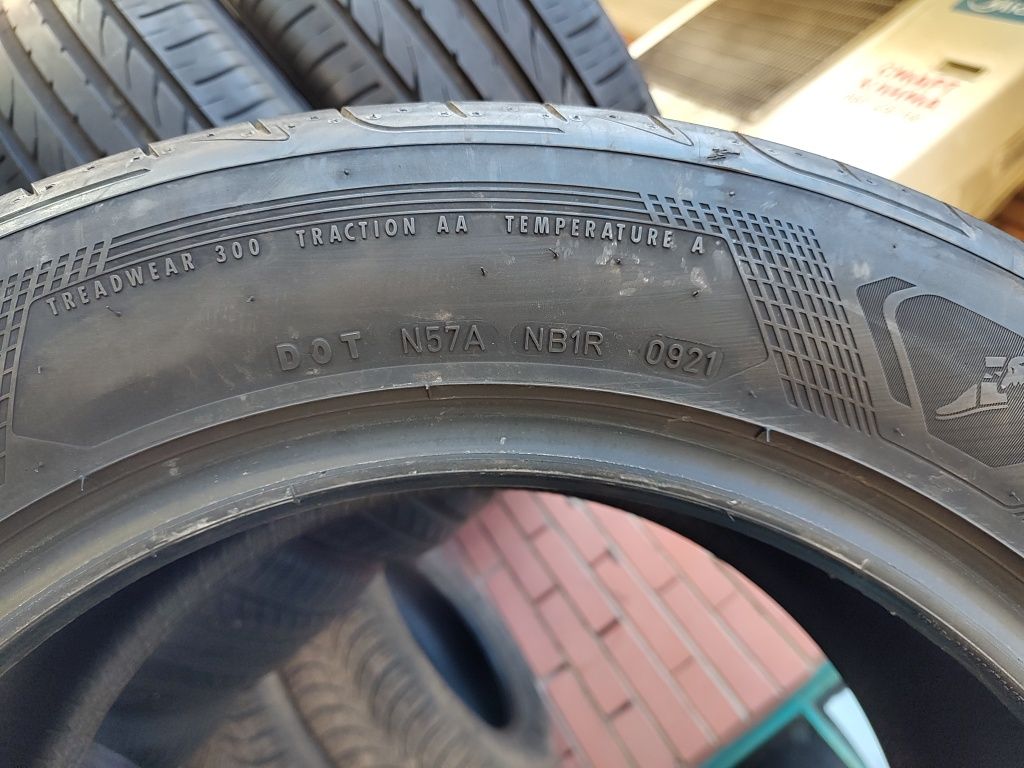 TREADWEAR 300 TRACTION AA TEMPERATURE A
DOT N57A NB1R 0921